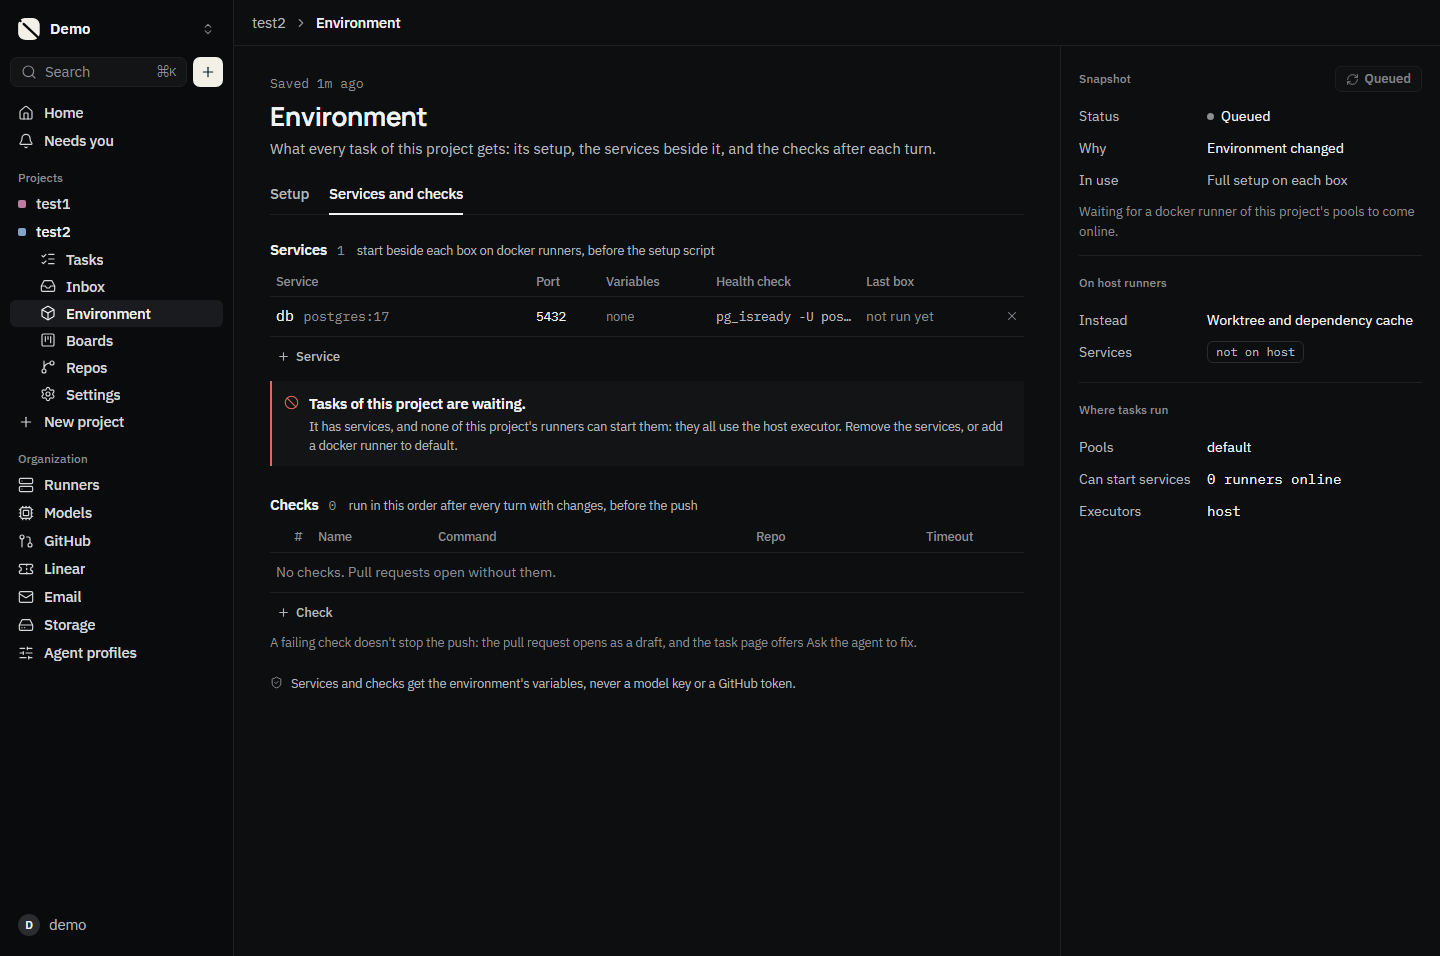 Demo
Search ⌘K
Home
Needs you
Projects
test1
test2
Tasks
Inbox
Environment
Boards
Repos
Settings
New project
Organization
Runners
Models
GitHub
Linear
Email
Storage
Agent profiles
D demo
test2 > Environment
Saved 1m ago
Environment
What every task of this project gets: its setup, the services beside it, and the checks after each turn.
Setup Services and checks
Services 1 start beside each box on docker runners, before the setup script
Service Port Variables Health check Last box
db postgres:17 5432 none pg_isready -U pos… not run yet
+ Service
Tasks of this project are waiting.
It has services, and none of this project's runners can start them: they all use the host executor. Remove the services, or add
a docker runner to default.
Checks 0 run in this order after every turn with changes, before the push
# Name Command Repo Timeout
No checks. Pull requests open without them.
+ Check
A failing check doesn't stop the push: the pull request opens as a draft, and the task page offers Ask the agent to fix.
Services and checks get the environment's variables, never a model key or a GitHub token.
Snapshot Queued
Status Queued
Why Environment changed
In use Full setup on each box
Waiting for a docker runner of this project's pools to come
online.
On host runners
Instead Worktree and dependency cache
Services not on host
Where tasks run
Pools default
Can start services 0 runners online
Executors host